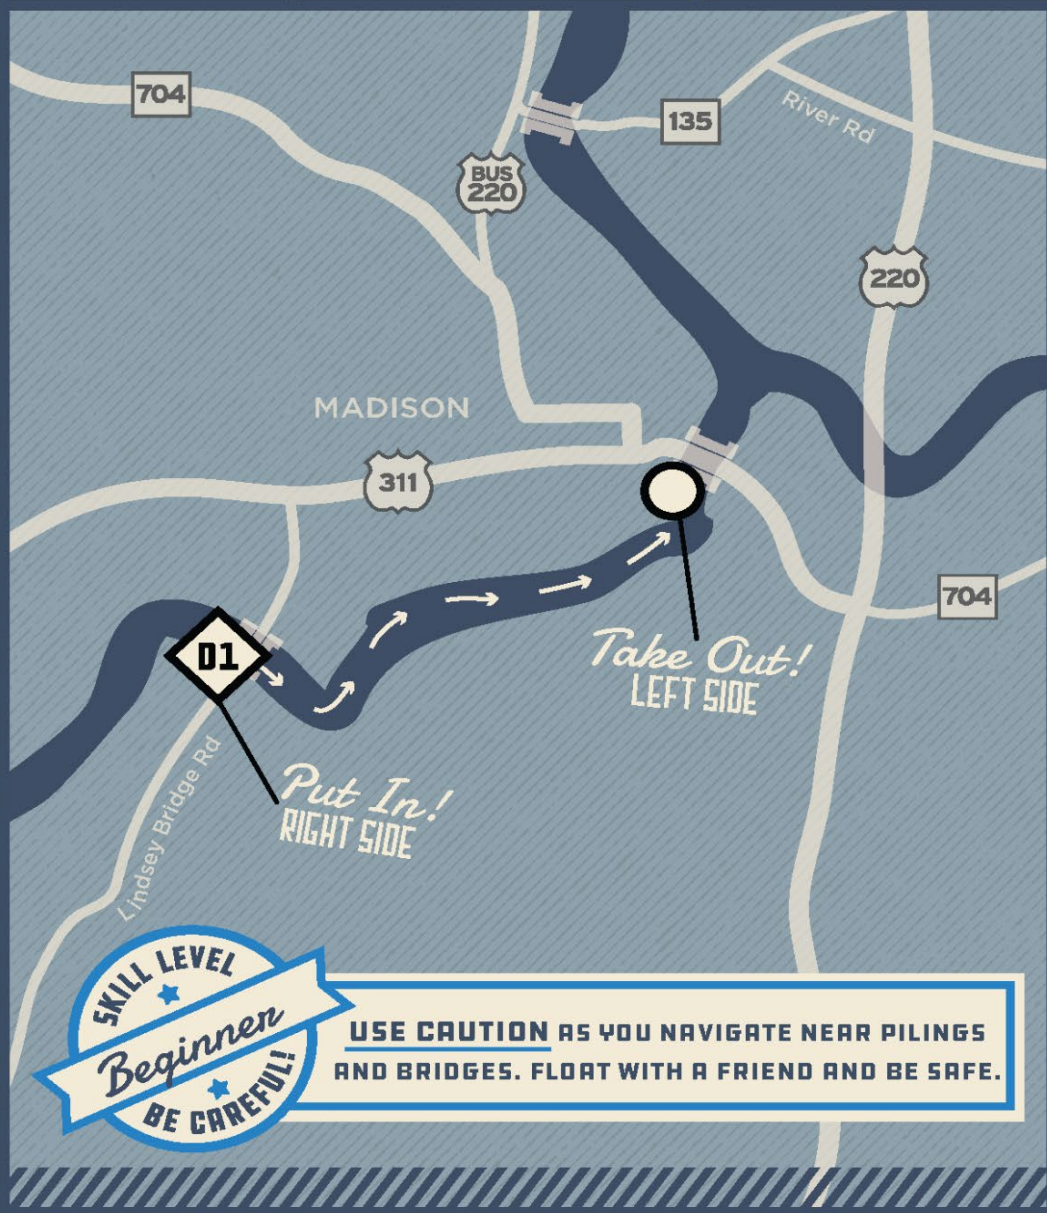 704
135
River Rd
BUS
220
220
MADISON
311
704
D1
Take Out!
LEFT SIDE
Lindsey Bridge Rd
Put In!
RIGHT SIDE
SKILL LEVEL
Beginner
BE CAREFUL!
USE CAUTION AS YOU NAVIGATE NEAR PILINGS
AND BRIDGES. FLOAT WITH A FRIEND AND BE SAFE.